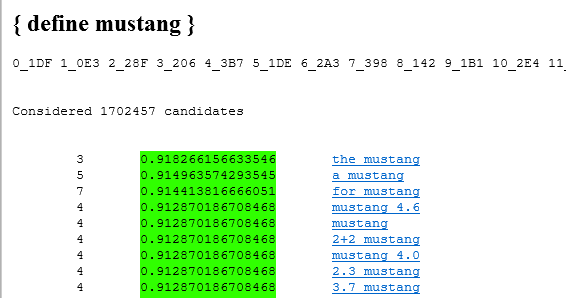 { define mustang }
0_1DF 1_0E3 2_28F 3_206 4_3B7 5_1DE 6_2A3 7_398 8_142 9_1B1 10_2E4 11_
Considered 1702457 candidates
3 0.918266156633546 the mustang
5 0.914963574293545 a mustang
7 0.914413816666051 for mustang
4 0.912870186708468 mustang 4.6
4 0.912870186708468 mustang
4 0.912870186708468 2+2 mustang
4 0.912870186708468 mustang 4.0
4 0.912870186708468 2.3 mustang
4 0.912870186708468 3.7 mustang